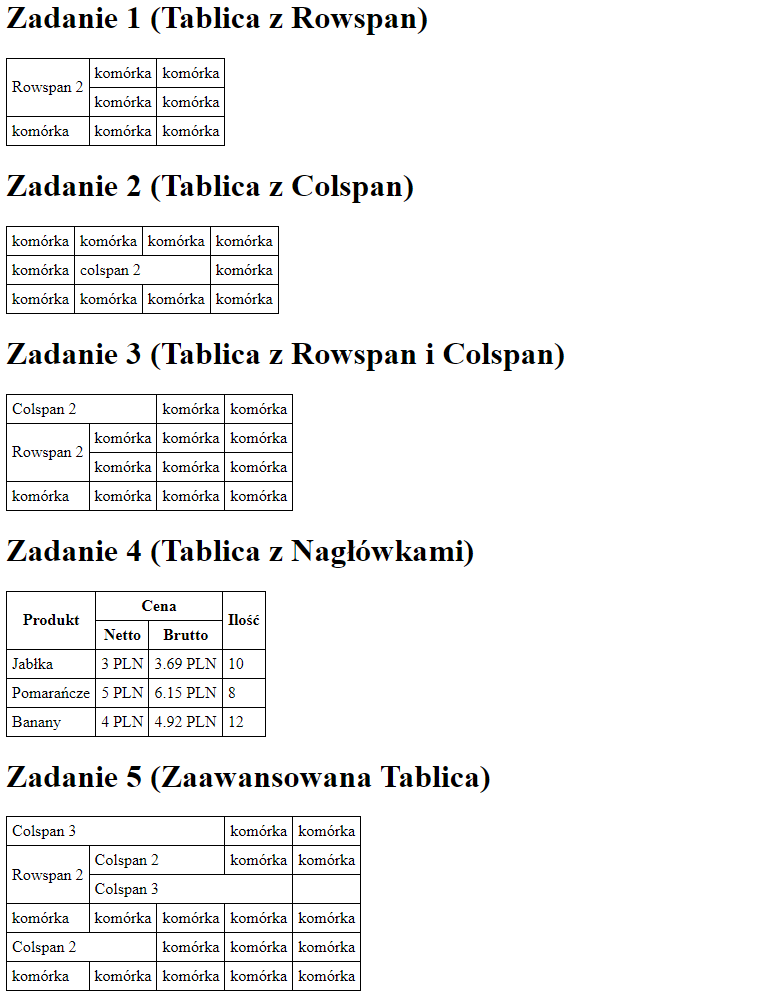 Zadanie 1 (Tablica z Rowspan)
Rowspan 2 komórka komórka
komórka komórka
komórka komórka komórka
Zadanie 2 (Tablica z Colspan)
komórka komórka komórka komórka
komórka colspan 2 komórka
komórka komórka komórka komórka
Zadanie 3 (Tablica z Rowspan i Colspan)
Colspan 2 komórka komórka
Rowspan 2 komórka komórka komórka
komórka komórka komórka
komórka komórka komórka komórka
Zadanie 4 (Tablica z Nagłówkami)
Produkt Cena Ilość
Netto Brutto
Jabłka 3 PLN 3.69 PLN 10
Pomarańcze 5 PLN 6.15 PLN 8
Banany 4 PLN 4.92 PLN 12
Zadanie 5 (Zaawansowana Tablica)
Colspan 3 komórka komórka
Rowspan 2 Colspan 2 komórka komórka
Colspan 3
komórka komórka komórka komórka komórka
Colspan 2 komórka komórka komórka
komórka komórka komórka komórka komórka